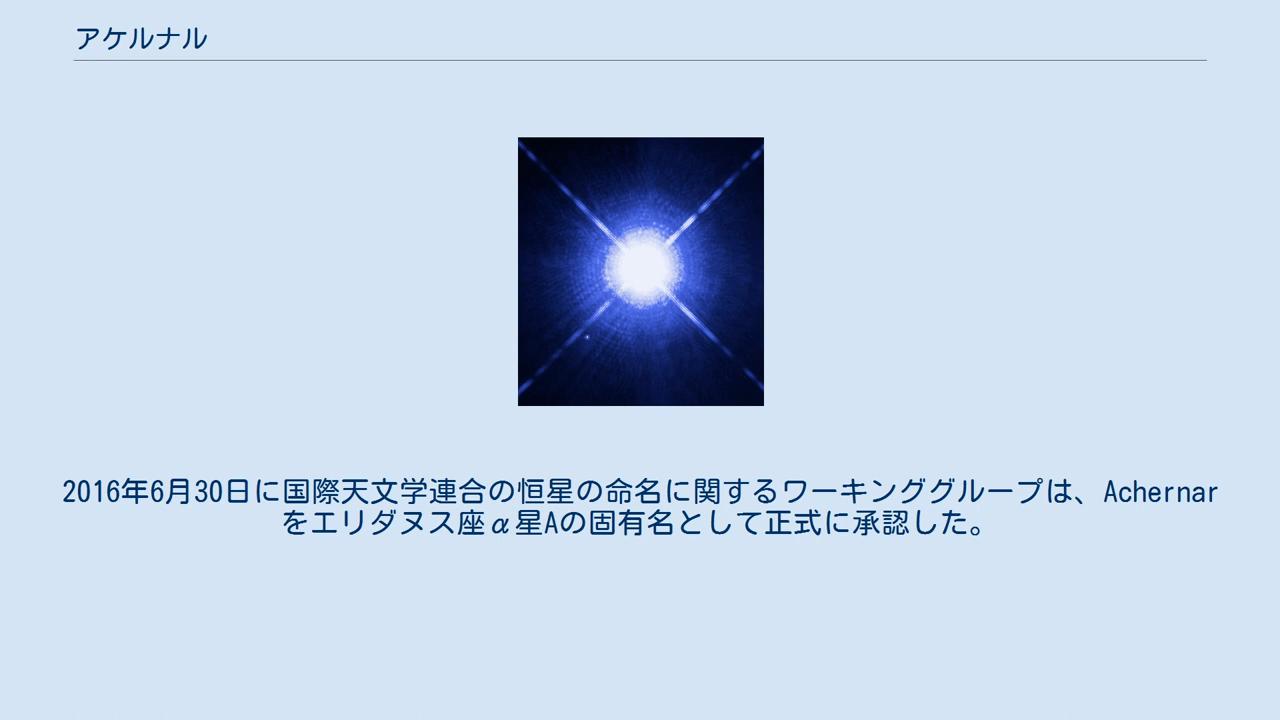 アケルナル
2016年6月30日に国際天文学連合の恒星の命名に関するワーキンググループは、Achernar
をエリダヌス座α星Aの固有名として正式に承認した。